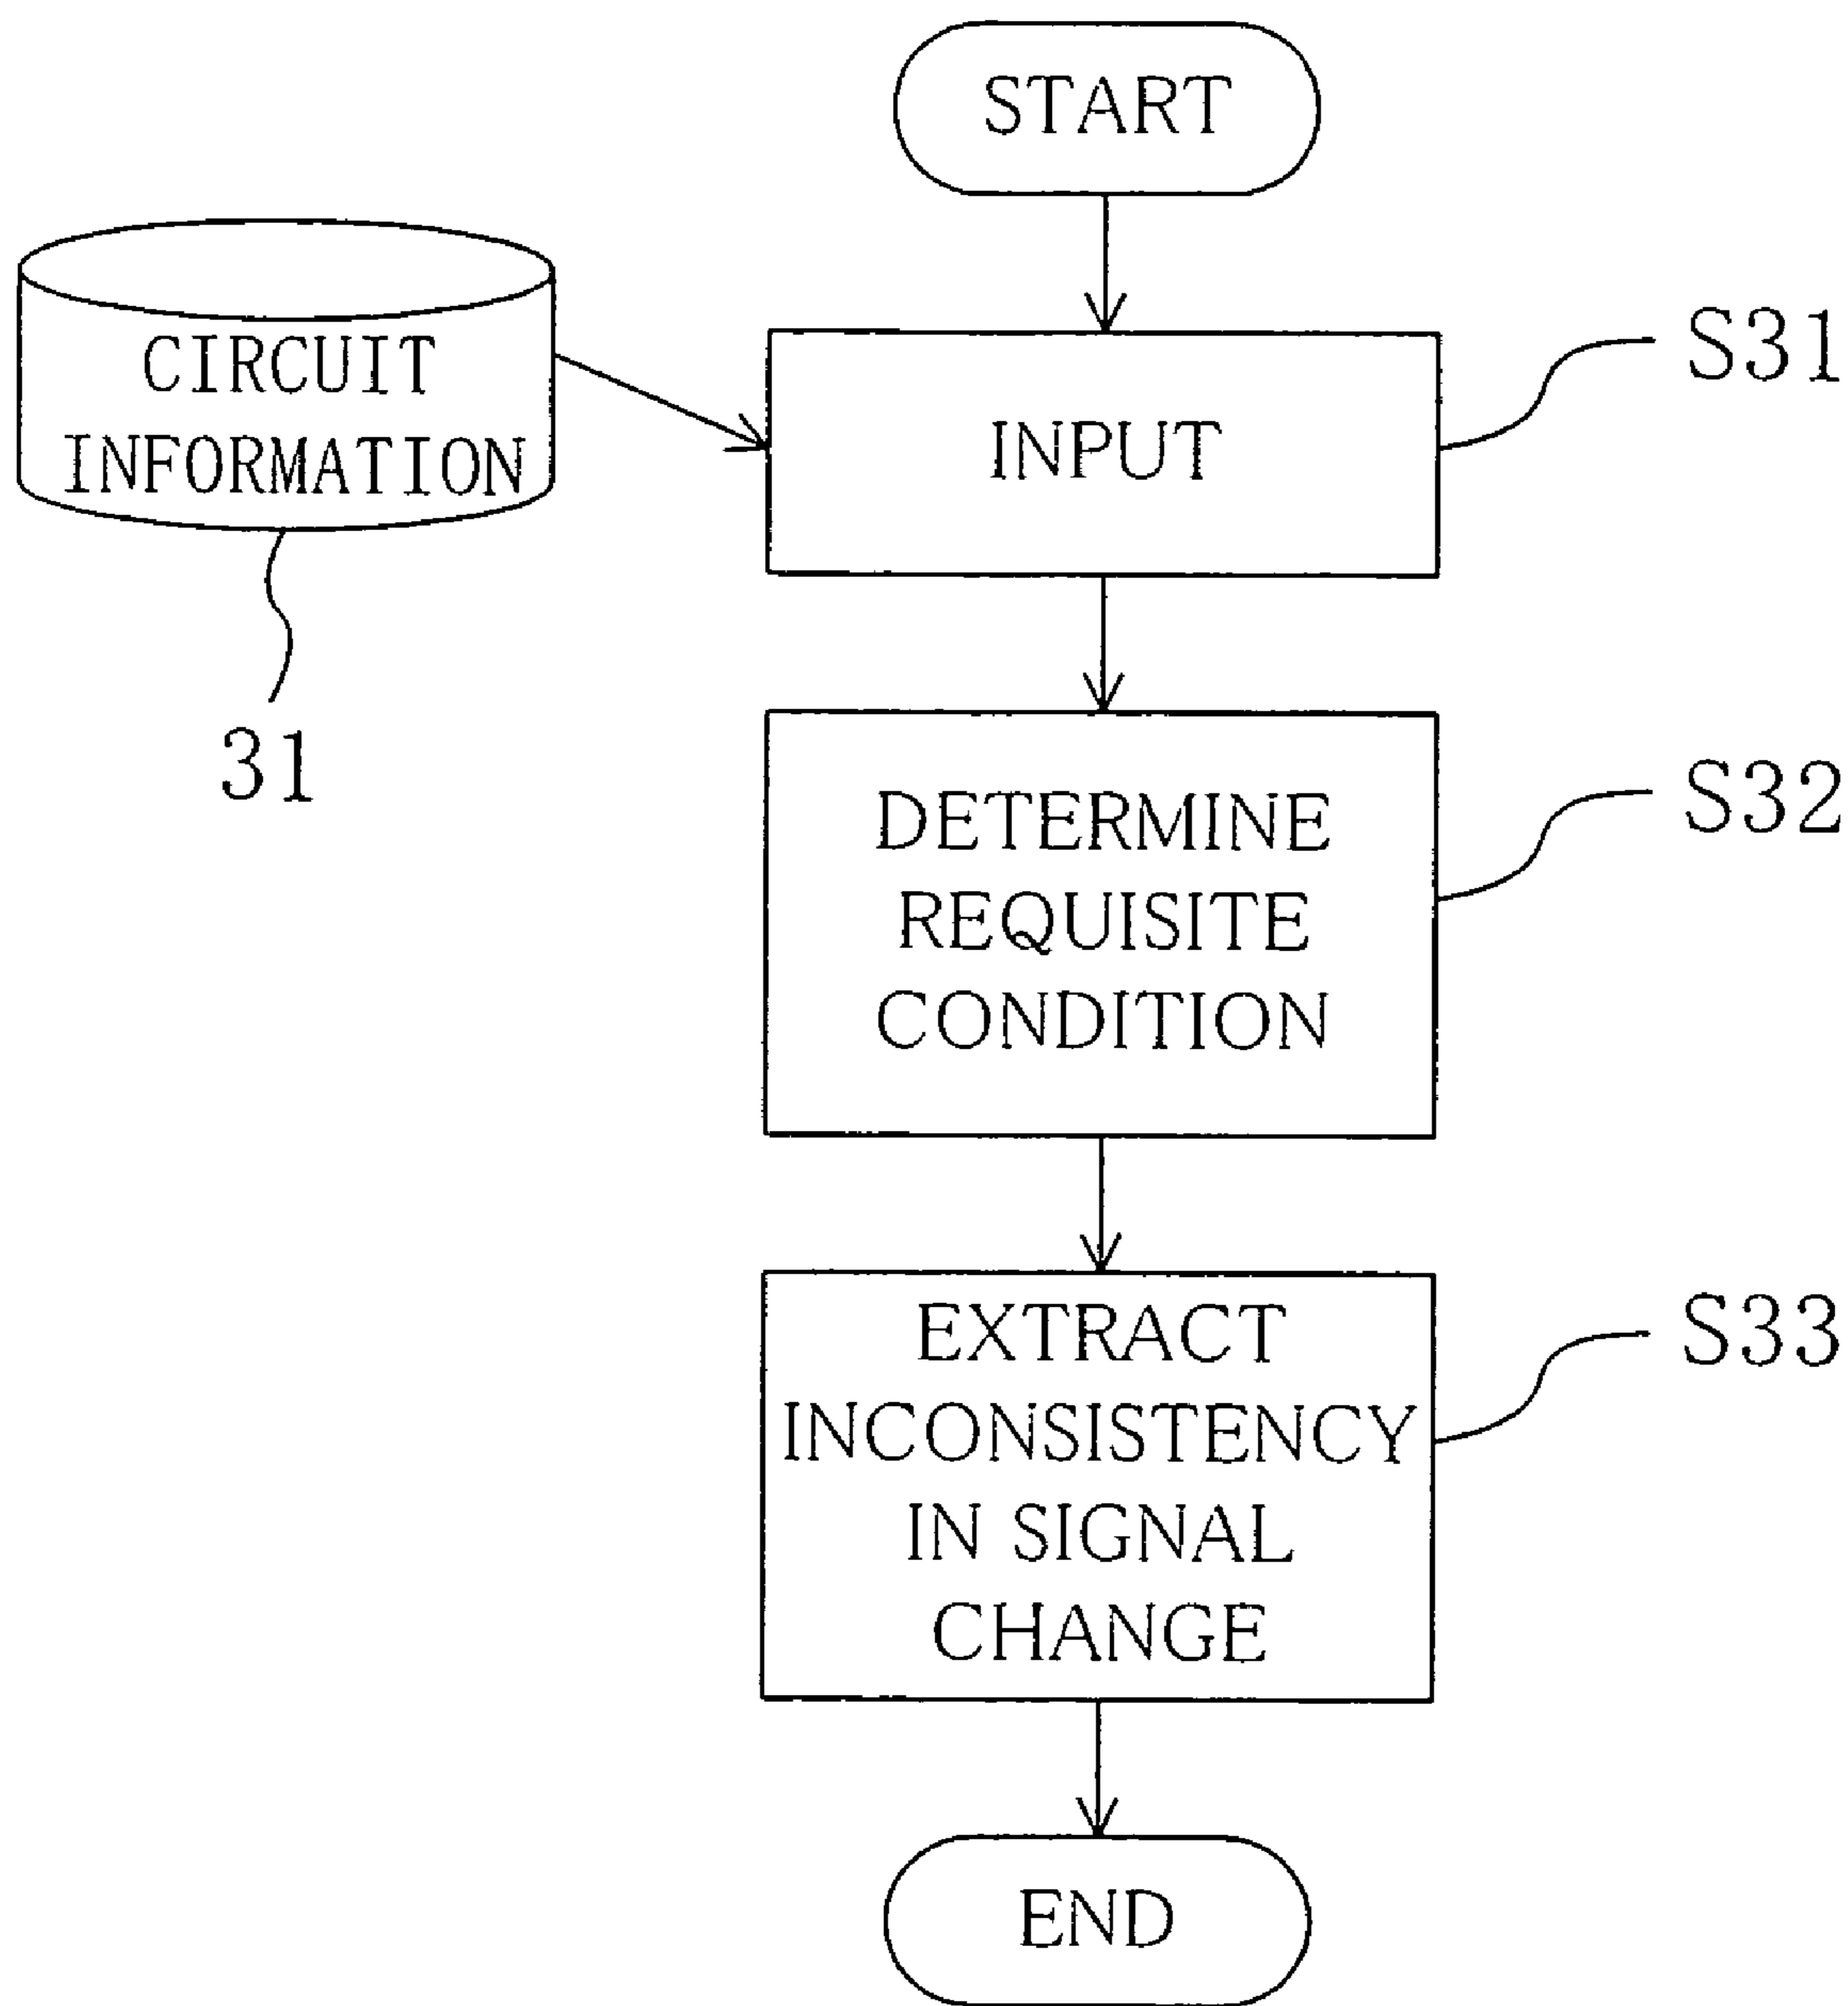 START
CIRCUIT
INFORMATION
31
INPUT
S31
DETERMINE
REQUISITE
CONDITION
S32
EXTRACT
INCONSISTENCY
IN SIGNAL
CHANGE
S33
END